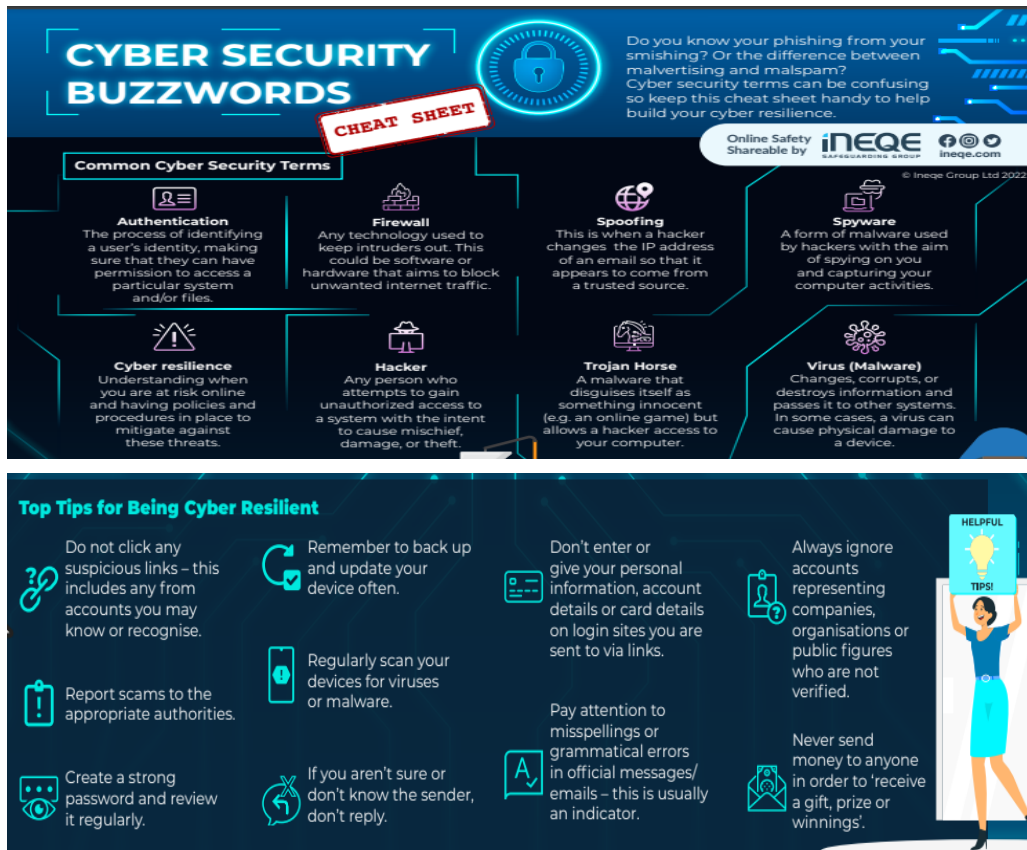 CYBER SECURITY
BUZZWORDS
CHEAT SHEET
Do you know your phishing from your
smishing? Or the difference between
malvertising and malspam?
Cyber security terms can be confusing
so keep this cheat sheet handy to help
build your cyber resilience.
Online Safety
Shareable by
iNEQE
SAFEGUARDING GROUP
ineqe.com
© Ineqe Group Ltd 2022
Common Cyber Security Terms
Authentication
The process of identifying
a user's identity, making
sure that they can have
permission to access a
particular system
and/or files.
Firewall
Any technology used to
keep intruders out. This
could be software or
hardware that aims to block
unwanted internet traffic.
Spoofing
This is when a hacker
changes the IP address
of an email so that it
appears to come from
a trusted source.
Spyware
A form of malware used
by hackers with the aim
of spying on you
and capturing your
computer activities.
Cyber resilience
Understanding when
you are at risk online
and having policies and
procedures in place to
mitigate against
these threats.
Hacker
Any person who
attempts to gain
unauthorized access to
a system with the intent
to cause mischief,
damage, or theft.
Trojan Horse
A malware that
disguises itself as
something innocent
(e.g. an online game) but
allows a hacker access to
your computer.
Virus (Malware)
Changes, corrupts, or
destroys information and
passes it to other systems.
In some cases, a virus can
cause physical damage to
a device.
Top Tips for Being Cyber Resilient
Do not click any
suspicious links – this
includes any from
accounts you may
know or recognise.
Report scams to the
appropriate authorities.
Create a strong
password and review
it regularly.
Remember to back up
and update your
device often.
Regularly scan your
devices for viruses
or malware.
If you aren't sure or
don't know the sender,
don't reply.
Don't enter or
give your personal
information, account
details or card details
on login sites you are
sent to via links.
Pay attention to
misspellings or
grammatical errors
in official messages/
emails – this is usually
an indicator.
Always ignore
accounts
representing
companies,
organisations or
public figures
who are not
verified.
Never send
money to anyone
in order to 'receive
a gift, prize or
winnings'.
HELPFUL
TIPS!